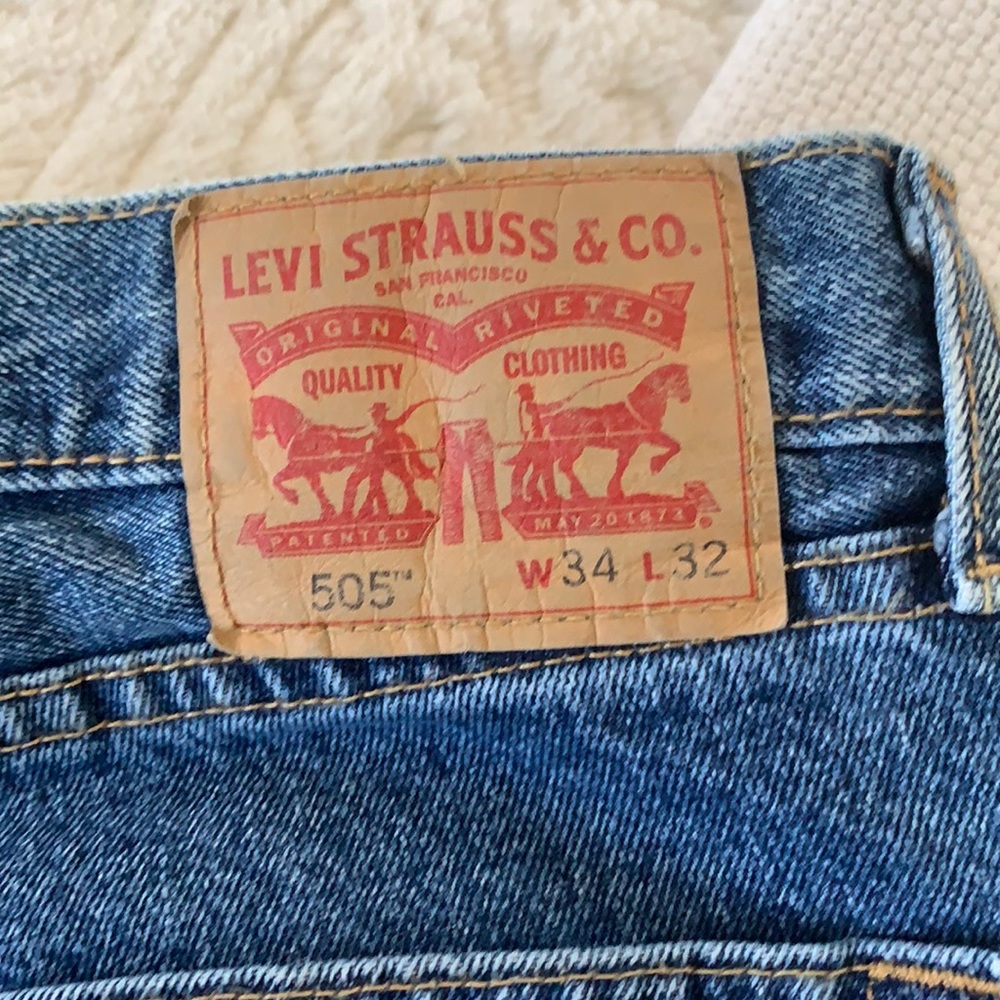 LEVI STRAUSS & CO.
SAN FRANCISCO
CAL.
ORIGINAL RIVETED
QUALITY CLOTHING
PATENTED MAY 20 1873
505™ W34 L32